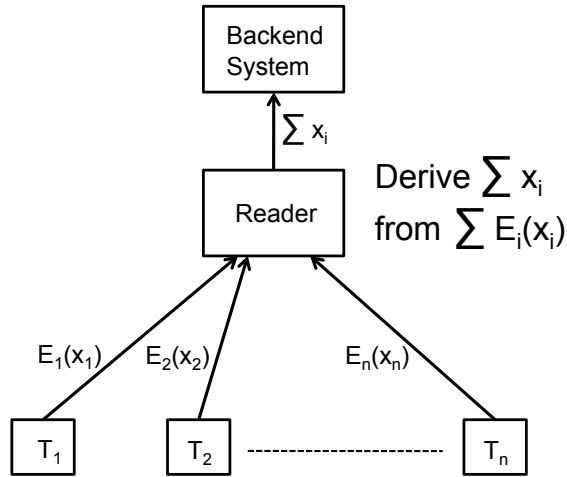 Backend
System
∑ xᵢ
Reader
Derive ∑ xᵢ
from ∑ Eᵢ(xᵢ)
E₁(x₁)
E₂(x₂)
Eₙ(xₙ)
T₁
T₂
Tₙ